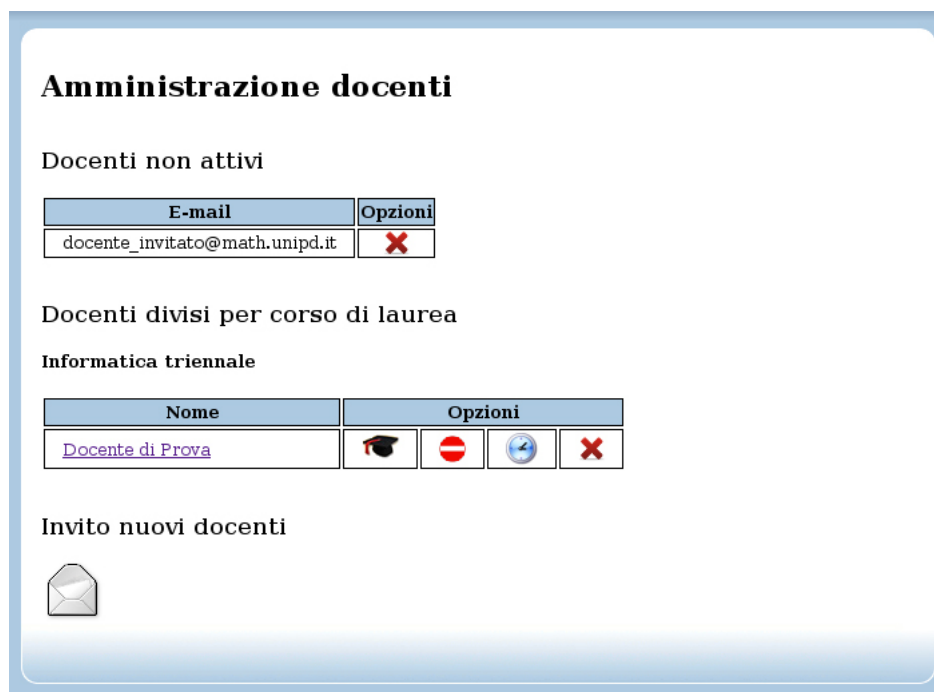 Amministrazione docenti
Docenti non attivi
E-mail Opzioni
docente_invitato@math.unipd.it
Docenti divisi per corso di laurea
Informatica triennale
Nome Opzioni
Docente di Prova
Invito nuovi docenti